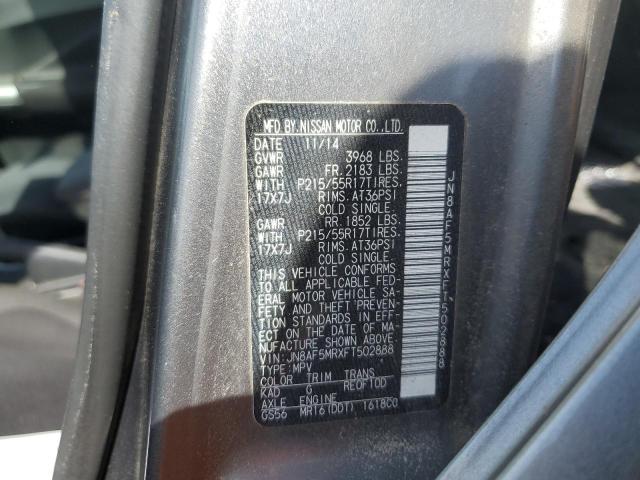 MFD BY.NISSAN MOTOR CO.,LTD.
DATE 11/14
GVWR 3968 LBS.
GAWR FR.2183 LBS.
WITH P215/55R17TIRES.
17X7J RIMS.AT36PSI
COLD SINGLE.
GAWR RR.1852 LBS.
WITH P215/55R17TIRES.
17X7J RIMS.AT36PSI
COLD SINGLE.
THIS VEHICLE CONFORMS
TO ALL APPLICABLE FED-
ERAL MOTOR VEHICLE SA-
FETY AND THEFT PREVEN-
TION STANDARDS IN EFF-
ECT ON THE DATE OF MA-
NUFACTURE SHOWN ABOVE.
VIN:JN8AF5MRXFT502888
TYPE:MPV
COLOR TRIM TRANS
KAD G RE0F10D
AXLE ENGINE
GS56 MR16(DDT) 1618CC
JN8AF5MRXFT502888